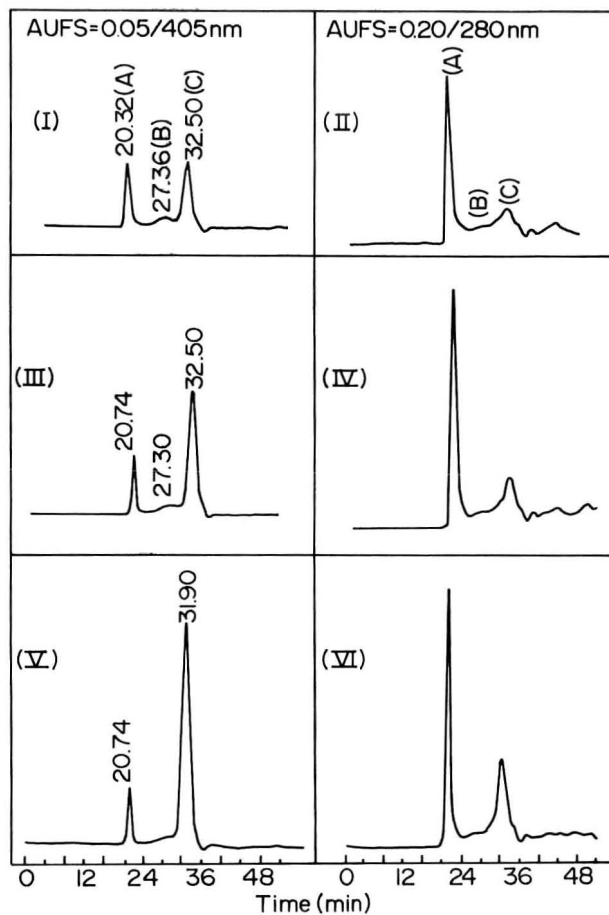 AUFS=0.05/405nm
AUFS=0.20/280nm
(I)
20.32(A)
27.36(B)
32.50(C)
(II)
(A)
(B)
(C)
(III)
20.74
27.30
32.50
(IV)
(V)
20.74
31.90
(VI)
0 12 24 36 48
0 12 24 36 48
Time (min)